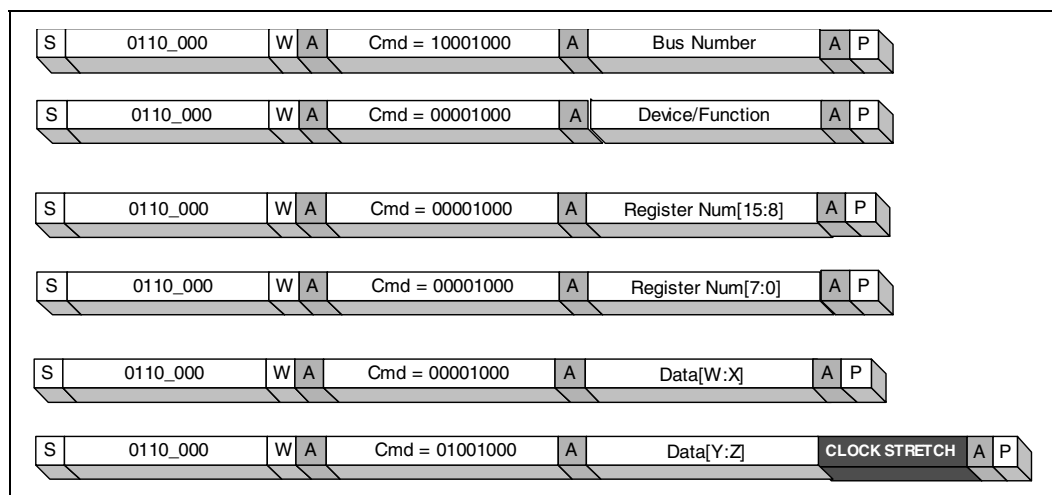 S 0110_000 W A Cmd = 10001000 A Bus Number A P
S 0110_000 W A Cmd = 00001000 A Device/Function A P
S 0110_000 W A Cmd = 00001000 A Register Num[15:8] A P
S 0110_000 W A Cmd = 00001000 A Register Num[7:0] A P
S 0110_000 W A Cmd = 00001000 A Data[W:X] A P
S 0110_000 W A Cmd = 01001000 A Data[Y:Z] CLOCK STRETCH A P